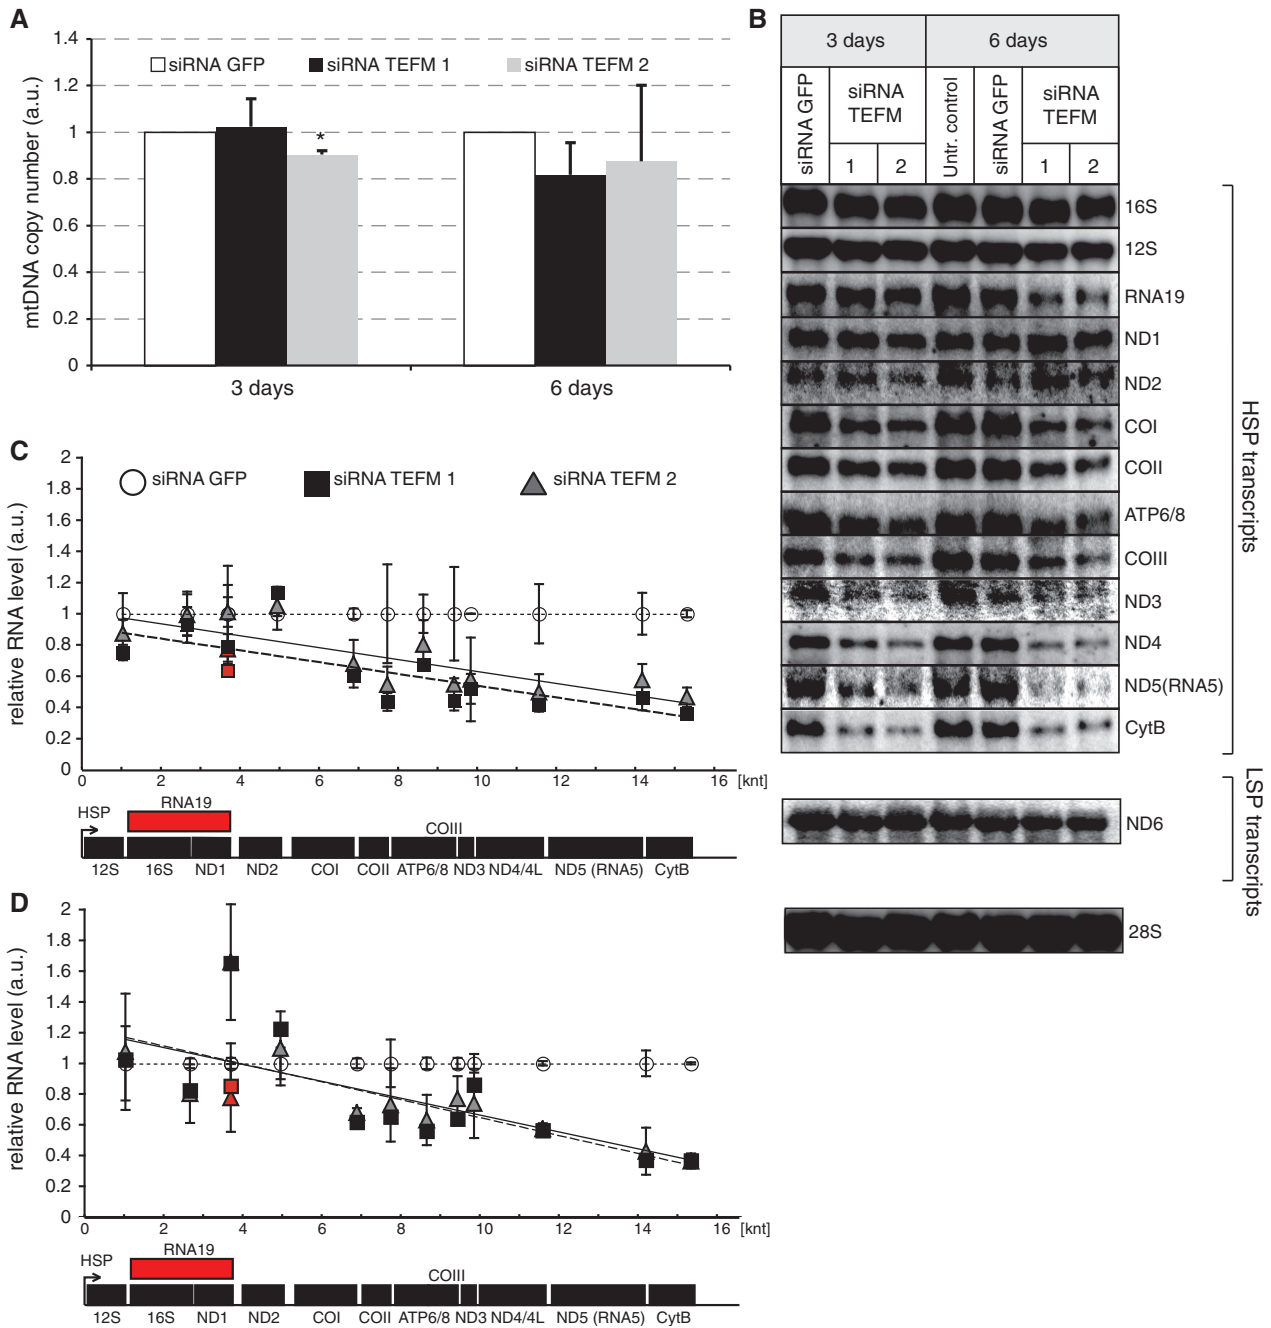 A
1.4
1.2
1
0.8
0.6
0.4
0.2
0
mtDNA copy number (a.u.)
siRNA GFP
siRNA TEFM 1
siRNA TEFM 2
*
3 days
6 days
B
3 days
6 days
siRNA GFP
siRNA TEFM
1
2
Untr. control
siRNA GFP
siRNA TEFM
1
2
16S
12S
RNA19
ND1
ND2
COI
COII
ATP6/8
COIII
ND3
ND4
ND5(RNA5)
CytB
HSP transcripts
ND6
LSP transcripts
28S
C
2
1.8
1.6
1.4
1.2
1
0.8
0.6
0.4
0.2
0
relative RNA level (a.u.)
siRNA GFP
siRNA TEFM 1
siRNA TEFM 2
0 2 4 6 8 10 12 14 16 [knt]
HSP
RNA19
COIII
12S 16S ND1 ND2 COI COII ATP6/8 ND3 ND4/4L ND5 (RNA5) CytB
D
2
1.8
1.6
1.4
1.2
1
0.8
0.6
0.4
0.2
0
relative RNA level (a.u.)
0 2 4 6 8 10 12 14 16 [knt]
HSP
RNA19
COIII
12S 16S ND1 ND2 COI COII ATP6/8 ND3 ND4/4L ND5 (RNA5) CytB